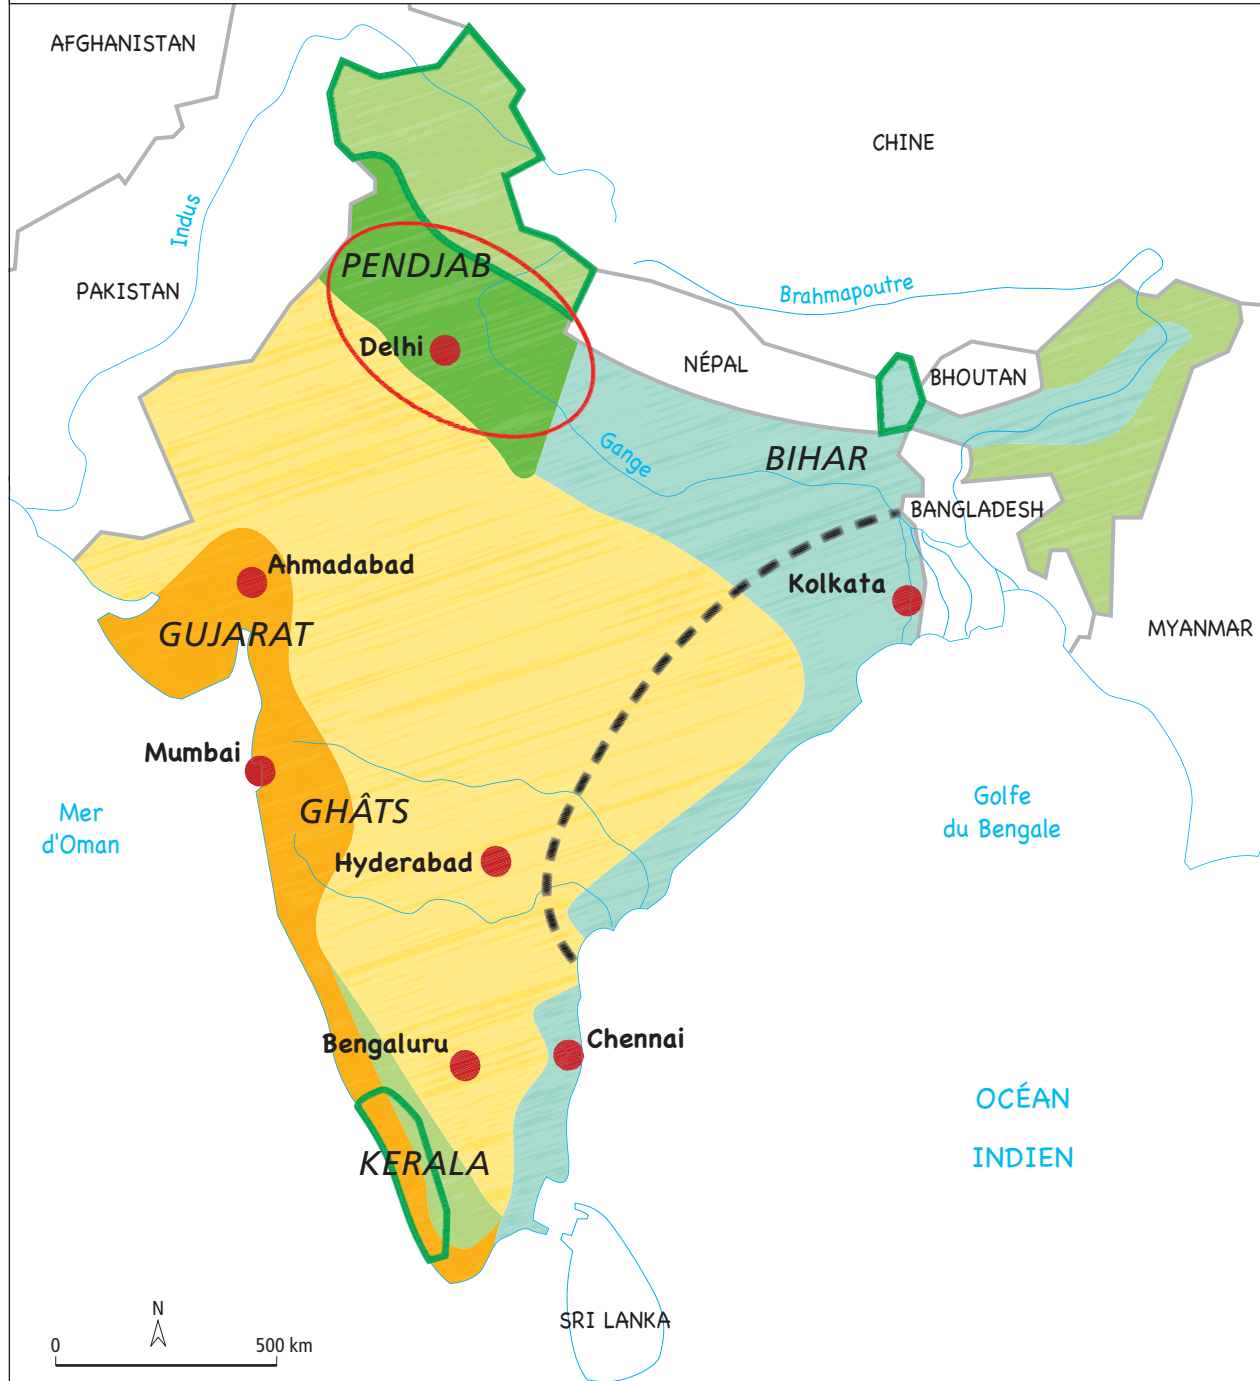 AFGHANISTAN
CHINE
Indus
PENDJAB
PAKISTAN
Brahmapoutre
Delhi
NÉPAL
BHOUTAN
Gange
BIHAR
BANGLADESH
Ahmadabad
Kolkata
GUJARAT
MYANMAR
Mumbai
Mer
d'Oman
GHÂTS
Golfe
du Bengale
Hyderabad
Bengaluru
Chennai
OCÉAN
INDIEN
KERALA
SRI LANKA
N
0 500 km